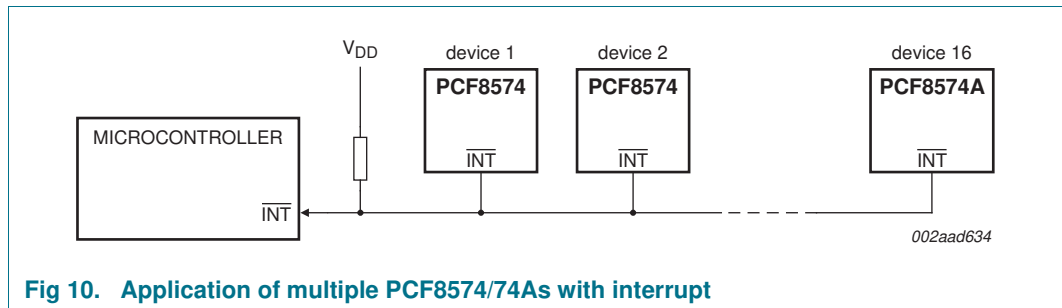 V_DD
device 1
device 2
device 16
PCF8574
PCF8574
PCF8574A
MICROCONTROLLER
INT
INT
INT
INT
002aad634
Fig 10. Application of multiple PCF8574/74As with interrupt